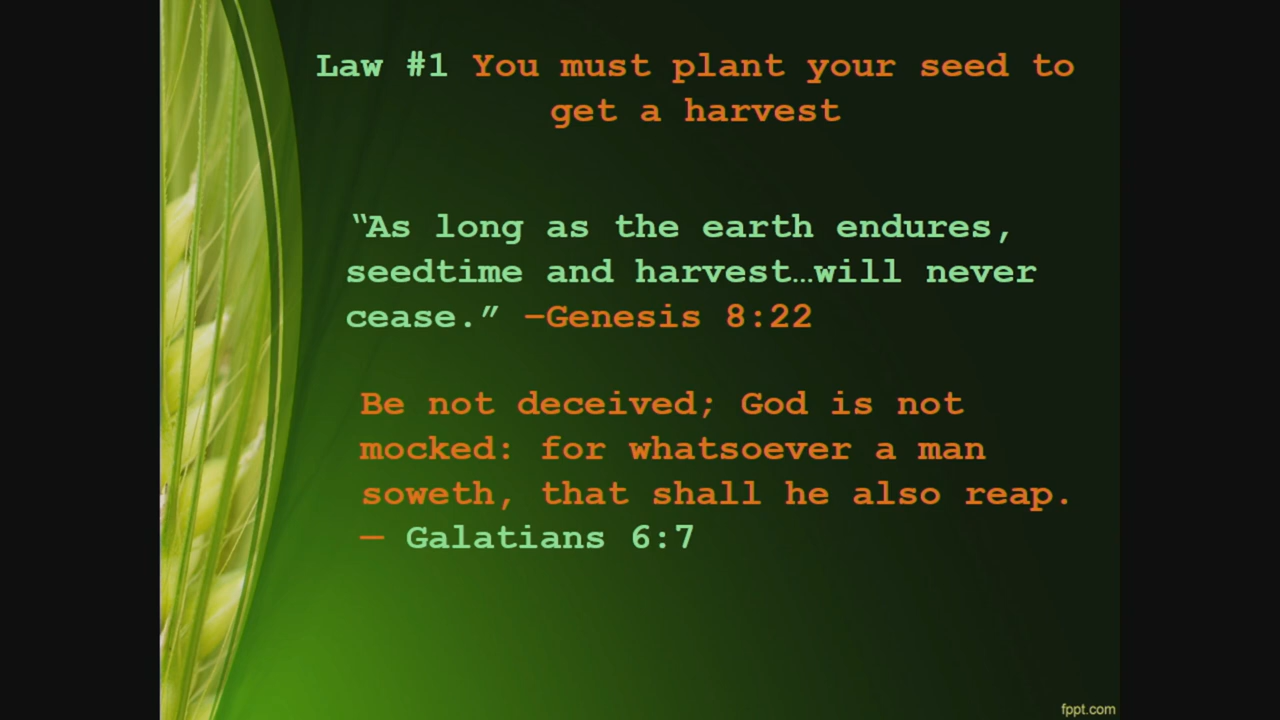 Law #1 You must plant your seed to
get a harvest
“As long as the earth endures,
seedtime and harvest…will never
cease.” –Genesis 8:22
Be not deceived; God is not
mocked: for whatsoever a man
soweth, that shall he also reap.
— Galatians 6:7
fppt.com